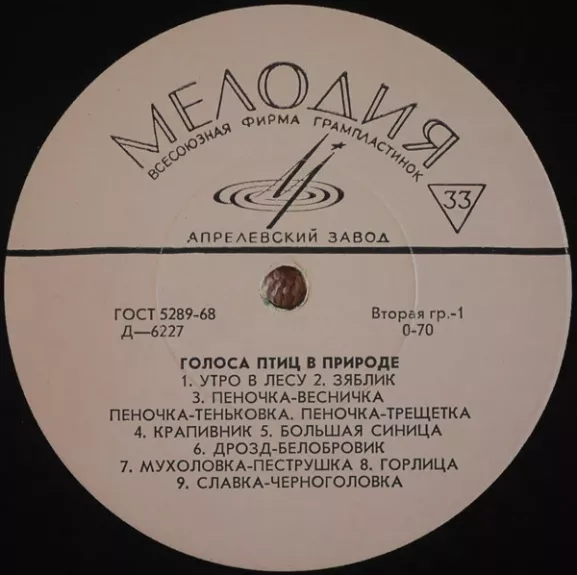 МЕЛОДИЯ
ВСЕСОЮЗНАЯ ФИРМА ГРАМПЛАСТИНОК
33
АПРЕЛЕВСКИЙ ЗАВОД
ГОСТ 5289-68
Вторая гр.-1
Д—6227
0-70
ГОЛОСА ПТИЦ В ПРИРОДЕ
1. УТРО В ЛЕСУ 2. ЗЯБЛИК
3. ПЕНОЧКА-ВЕСНИЧКА
ПЕНОЧКА-ТЕНЬКОВКА. ПЕНОЧКА-ТРЕЩЕТКА
4. КРАПИВНИК 5. БОЛЬШАЯ СИНИЦА
6. ДРОЗД-БЕЛОБРОВИК
7. МУХОЛОВКА-ПЕСТРУШКА 8. ГОРЛИЦА
9. СЛАВКА-ЧЕРНОГОЛОВКА